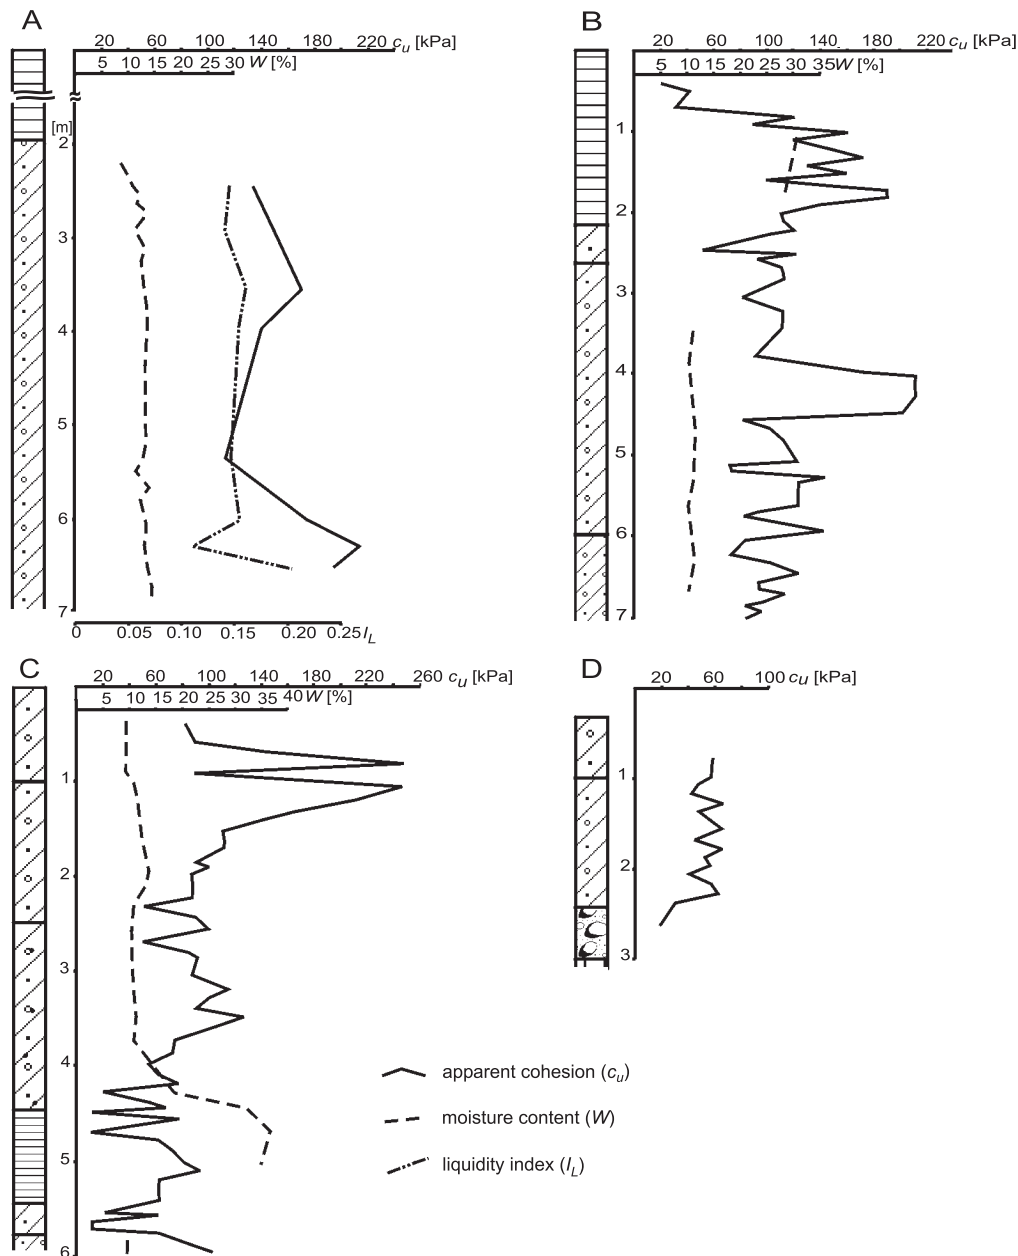 A
20 60 100 140 180 220 cu [kPa]
5 10 15 20 25 30 W [%]
[m]
2
3
4
5
6
7
0 0.05 0.10 0.15 0.20 0.25 IL
B
20 60 100 140 180 220 cu [kPa]
5 10 15 20 25 30 35W [%]
1
2
3
4
5
6
7
C
20 60 100 140 180 220 260 cu [kPa]
5 10 15 20 25 30 35 40 W [%]
1
2
3
4
5
6
D
20 60 100 cu [kPa]
1
2
3
apparent cohesion (cu)
moisture content (W)
liquidity index (IL)